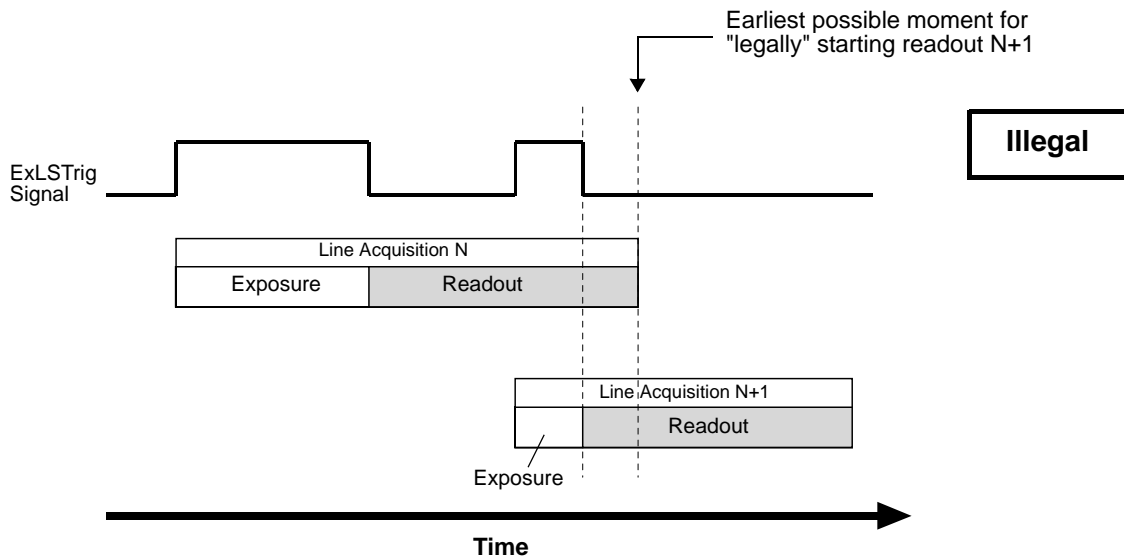 Earliest possible moment for
"legally" starting readout N+1
Illegal
ExLSTrig
Signal
Line Acquisition N
Exposure
Readout
Line Acquisition N+1
Readout
Exposure
Time